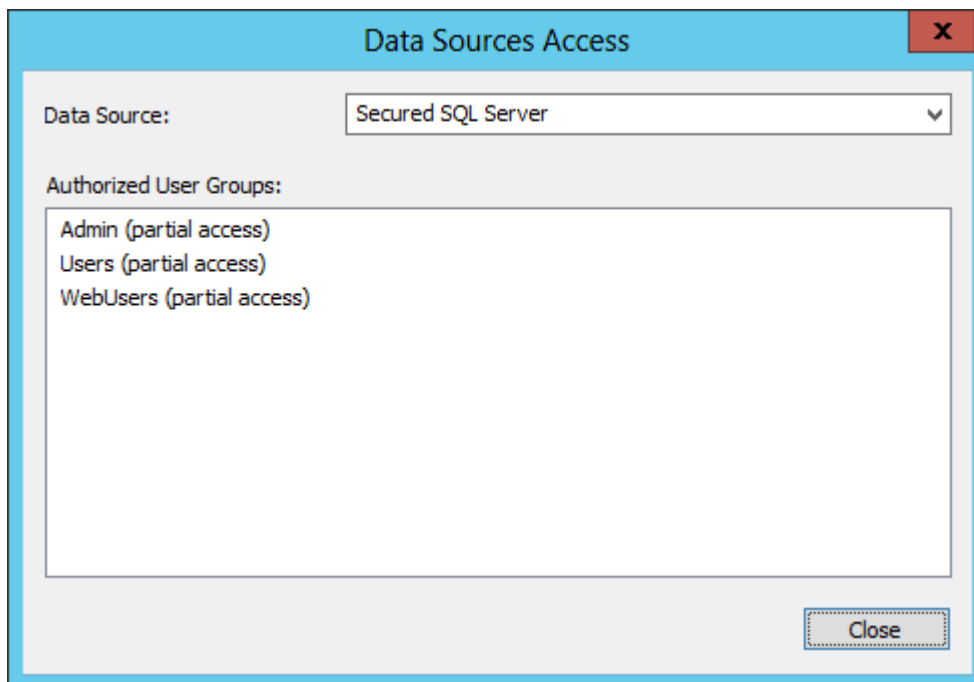 Data Sources Access
x
Data Source:
Secured SQL Server
Authorized User Groups:
Admin (partial access)
Users (partial access)
WebUsers (partial access)
Close